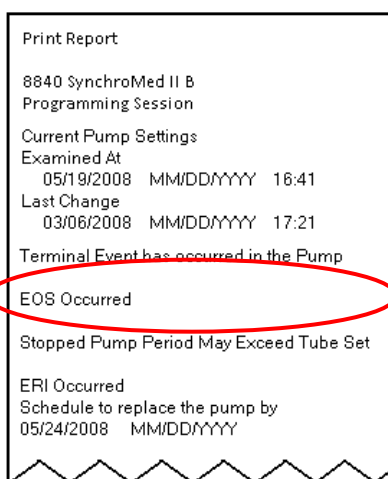 Print Report
8840 SynchroMed II B
Programming Session
Current Pump Settings
Examined At
05/19/2008 MM/DD/YYYY 16:41
Last Change
03/06/2008 MM/DD/YYYY 17:21
Terminal Event has occurred in the Pump
EOS Occurred
Stopped Pump Period May Exceed Tube Set
ERI Occurred
Schedule to replace the pump by
05/24/2008 MM/DD/YYYY